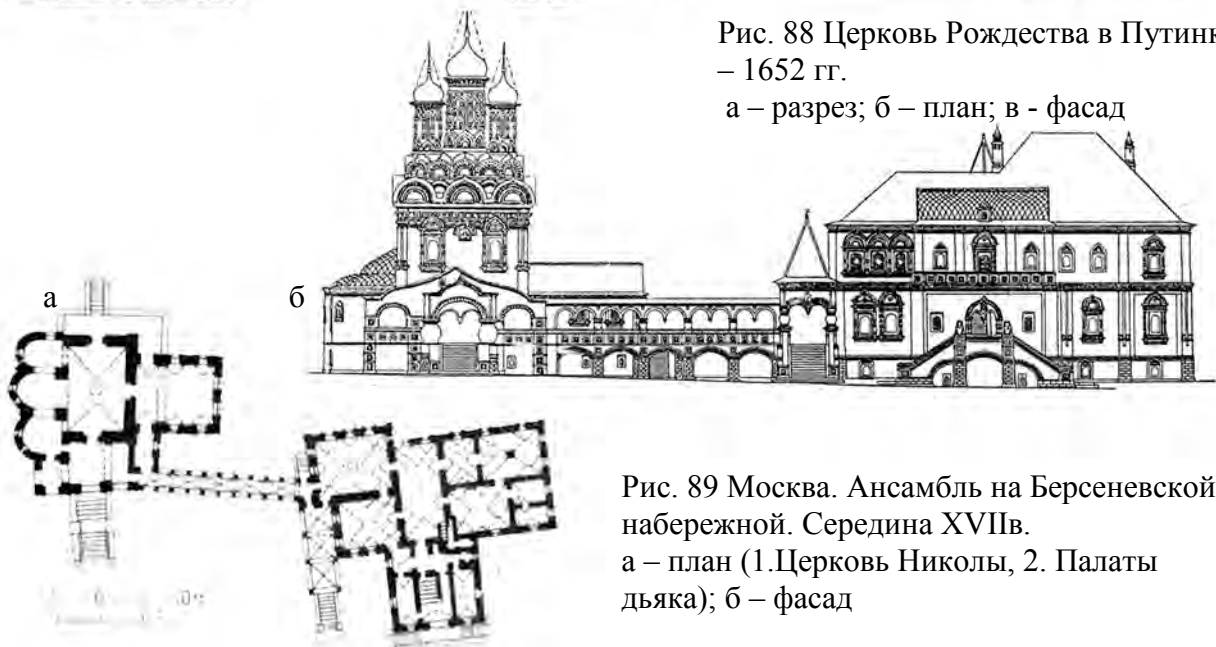 Рис. 88 Церковь Рождества в Путинк
– 1652 гг.
а – разрез; б – план; в - фасад
а
б
Рис. 89 Москва. Ансамбль на Берсеневской
набережной. Середина XVIIв.
а – план (1.Церковь Николы, 2. Палаты
дьяка); б – фасад